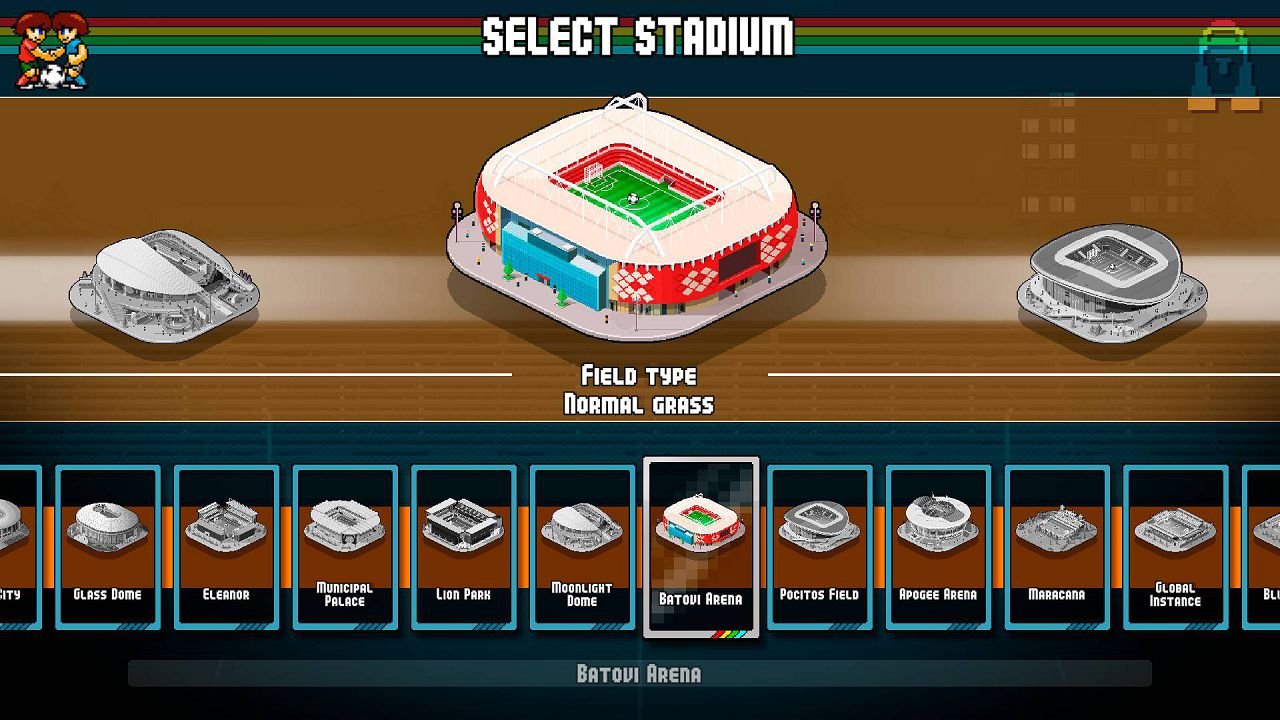 SELECT STADIUM
FIELD TYPE
NORMAL GRASS
GLASS DOME
ELEANOR
MUNICIPAL
PALACE
LION PARK
MOONLIGHT
DOME
BATOVI ARENA
POCITOS FIELD
APOGEE ARENA
MARACANA
GLOBAL
INSTANCE
BATOVI ARENA